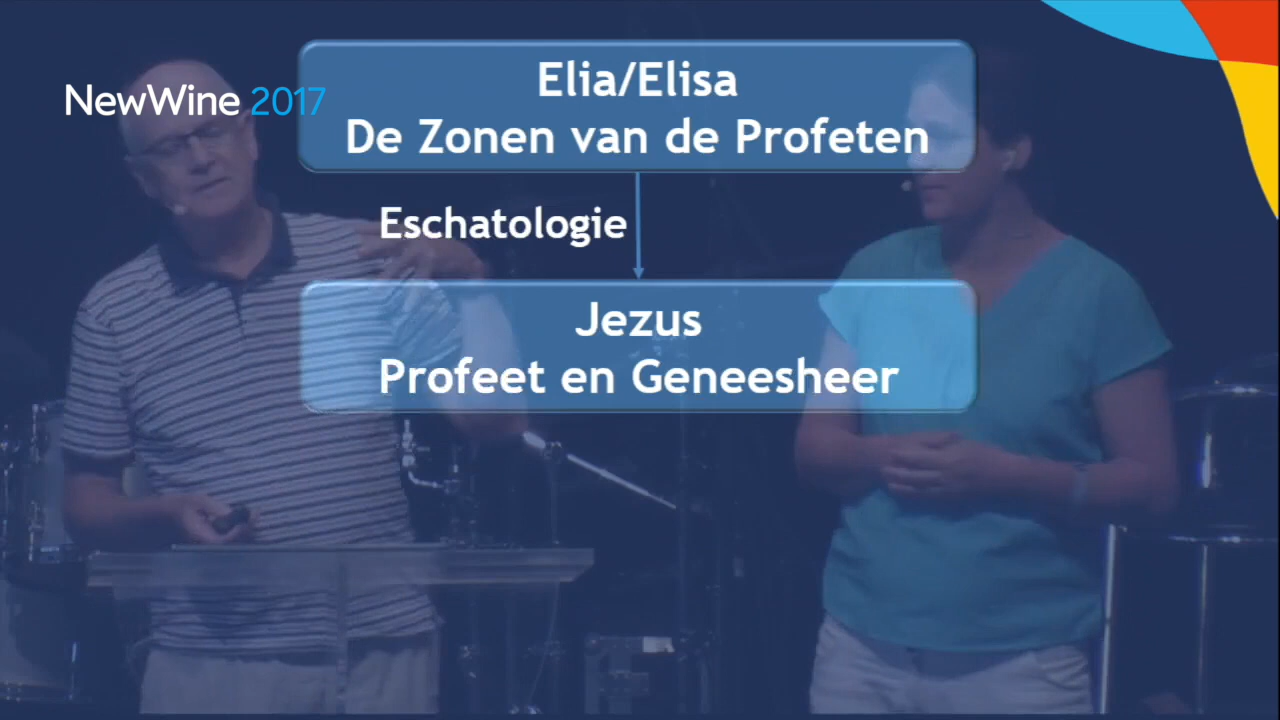 NewWine 2017
Elia/Elisa
De Zonen van de Profeten
Eschatologie
Jezus
Profeet en Geneesheer